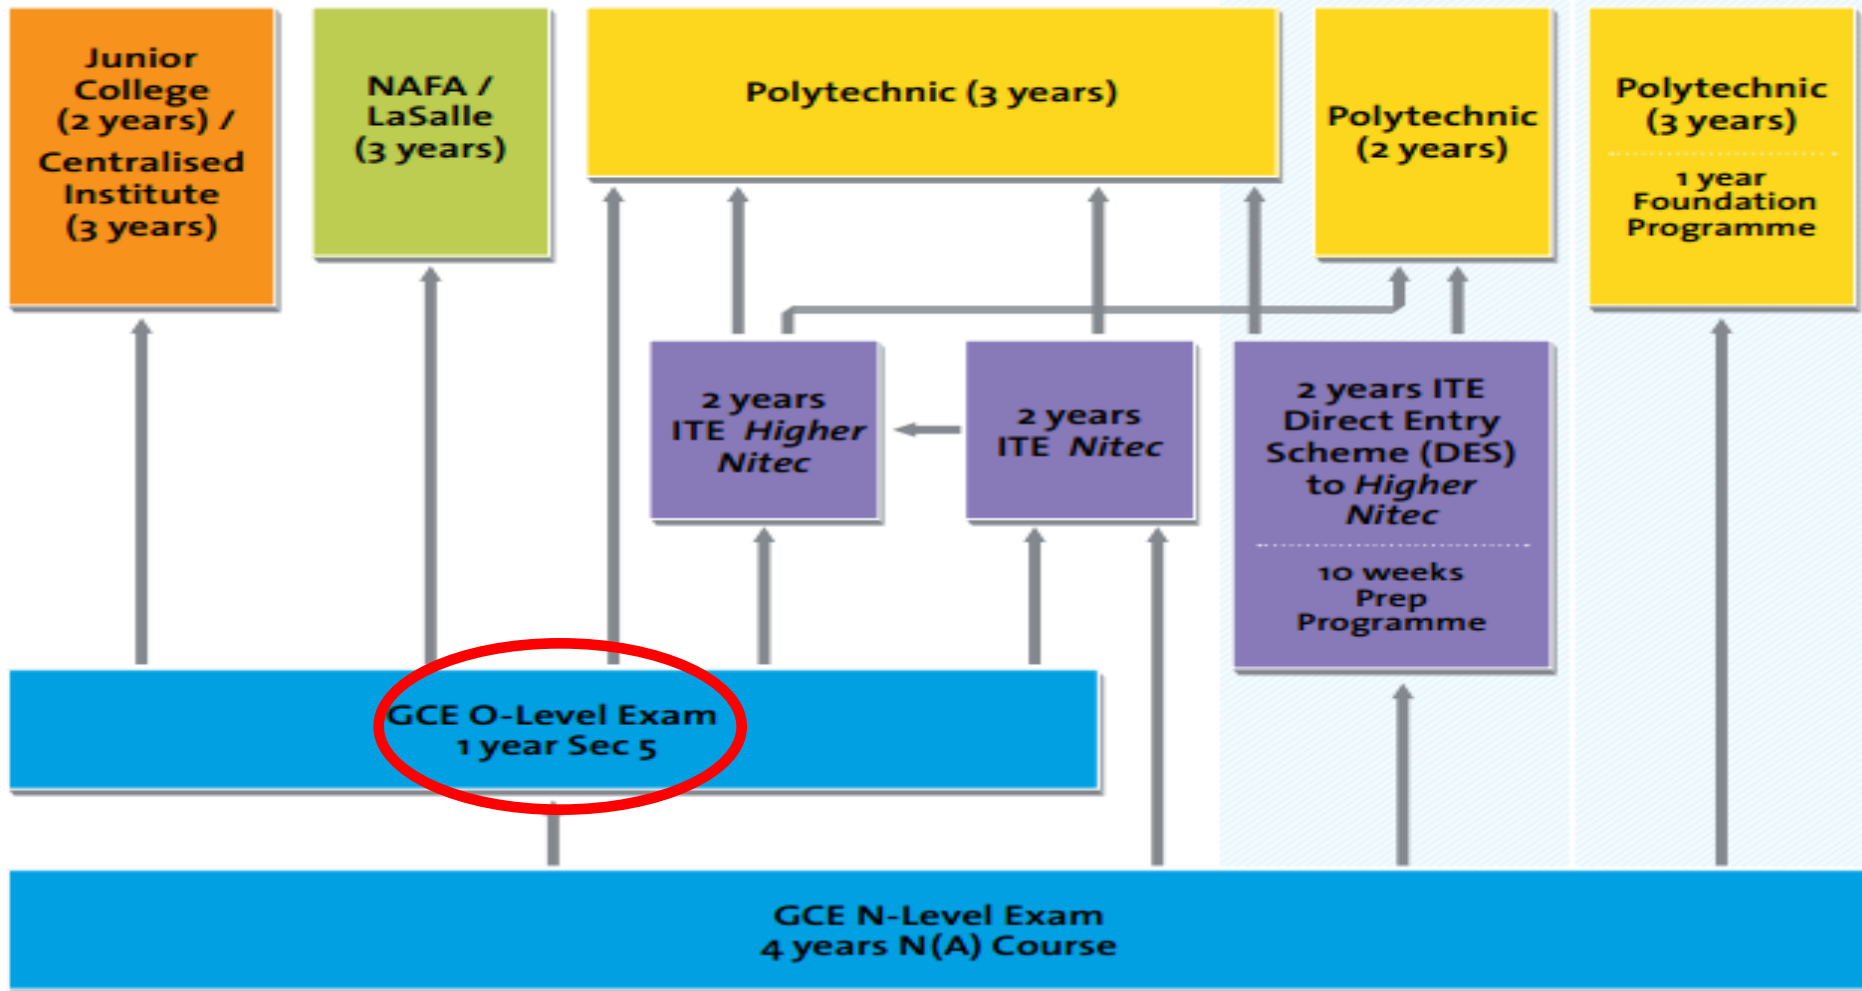 Junior
College
(2 years) /
Centralised
Institute
(3 years)
NAFA /
LaSalle
(3 years)
Polytechnic (3 years)
Polytechnic
(2 years)
Polytechnic
(3 years)
1 year
Foundation
Programme
2 years
ITE Higher
Nitec
2 years
ITE Nitec
2 years ITE
Direct Entry
Scheme (DES)
to Higher
Nitec
10 weeks
Prep
Programme
GCE O-Level Exam
1 year Sec 5
GCE N-Level Exam
4 years N(A) Course